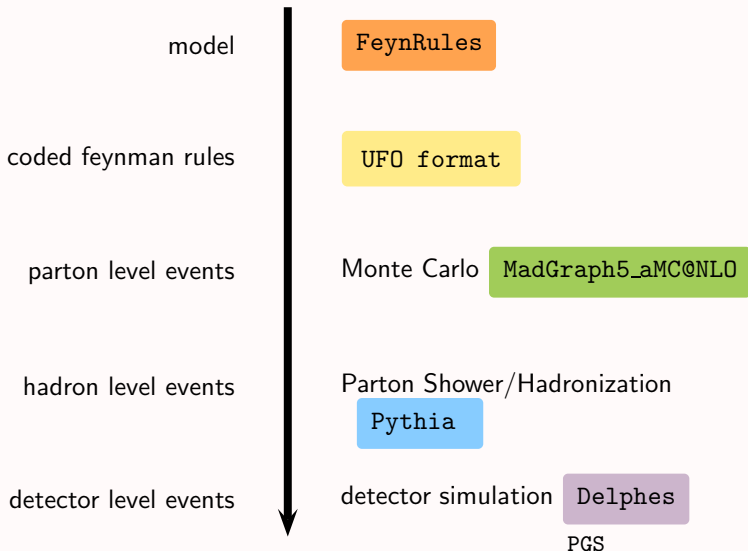 model FeynRules
coded feynman rules UFO format
parton level events Monte Carlo MadGraph5_aMC@NLO
hadron level events Parton Shower/Hadronization
Pythia
detector level events detector simulation Delphes
PGS